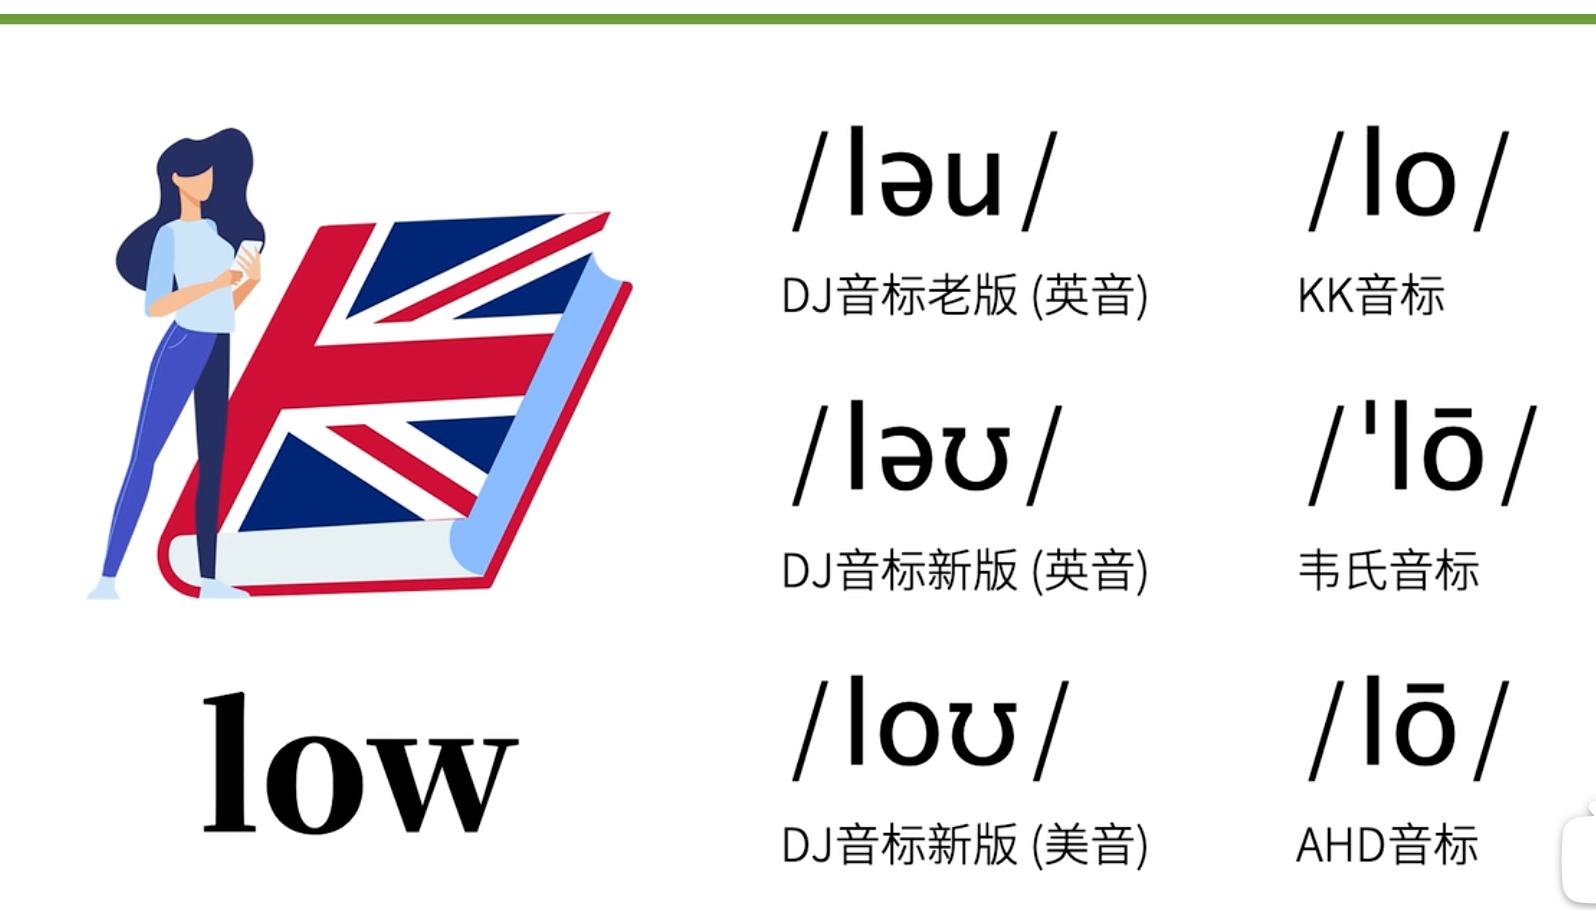 /ləu/
DJ音标老版 (英音)
/lo/
KK音标
/ləʊ/
DJ音标新版 (英音)
/ˈlō/
韦氏音标
/loʊ/
DJ音标新版 (美音)
/lō/
AHD音标
low